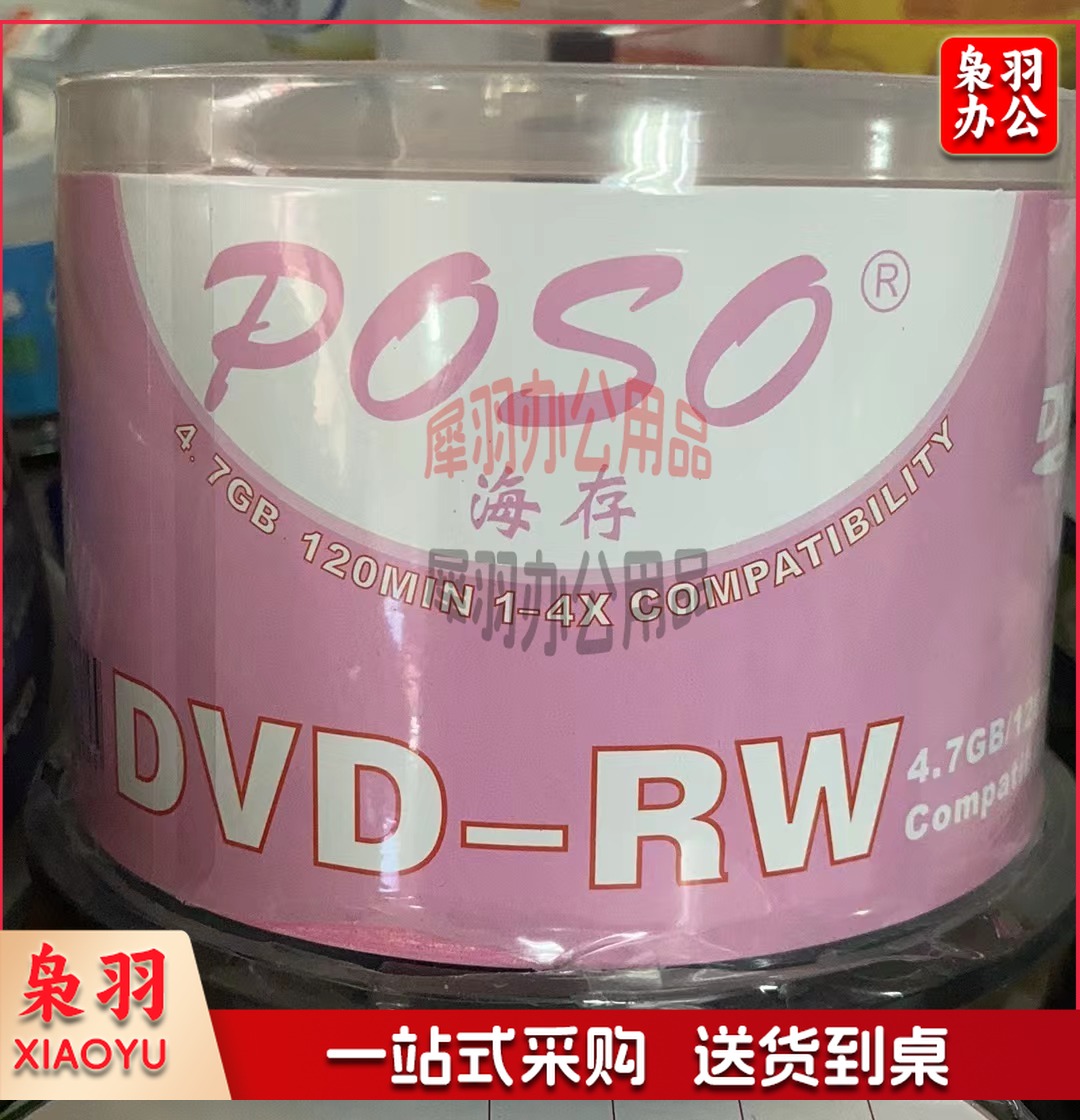 枭羽
办公
POSO®
犀羽办公用品
海存
4.7GB 120MIN 1-4X COMPATIBILITY
犀羽办公用品
DVD-RW
4.7GB/12
枭羽
XIAOYU
一站式采购 送货到桌